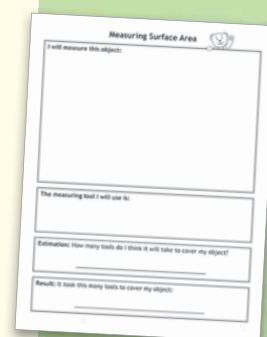 Measuring Surface Area
I will measure this object:
The measuring tool I will use is:
Estimation: How many tools do I think it will take to cover my object?
Result: It took this many tools to cover my object: